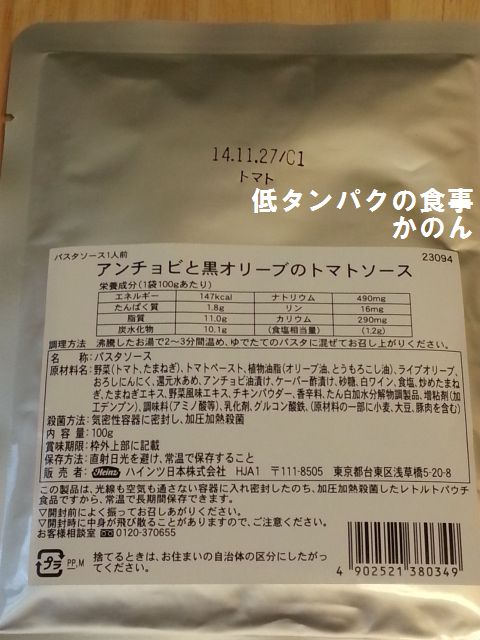 14.11.27/C1
トマト
低タンパクの食事
かのん
パスタソース1人前
23094
アンチョビと黒オリーブのトマトソース
栄養成分(1袋100gあたり)
エネルギー 147kcal ナトリウム 490mg
たんぱく質 1.8g リン 16mg
脂質 11.0g カリウム 290mg
炭水化物 10.1g (食塩相当量) (1.2g)
調理方法 沸騰したお湯で2～3分間温め、ゆでたてのパスタに混ぜてお召し上がりください。
名称:パスタソース
原材料名:野菜(トマト、たまねぎ)、トマトペースト、植物油脂(オリーブ油、とうもろこし油)、ライプオリーブ、
おろしにんにく、還元水あめ、アンチョビ油漬け、ケーパー酢漬け、砂糖、白ワイン、食塩、炒めたまね
ぎ、たまねぎエキス、野菜風味エキス、チキンパウダー、香辛料、たん白加水分解物調製品、増粘剤(加
工デンプン)、調味料(アミノ酸等)、乳化剤、グルコン酸鉄、(原材料の一部に小麦、大豆、豚肉を含む)
殺菌方法:気密性容器に密封し、加圧加熱殺菌
内容量:100g
賞味期限:枠外上部に記載
保存方法:直射日光を避け、常温で保存すること
販売者:Heinz ハインツ日本株式会社 HJA1 〒111-8505 東京都台東区浅草橋5-20-8
この製品は、光線も空気も通さない容器に入れ密封したのち、加圧加熱殺菌したレトルトパウチ
食品ですから、常温で長期間保存できます。
▽開封前によく振ってお召しあがりください。
▽開封時に中身が飛び散ることがありますので、ご注意ください。
お客様相談室 0120-370655
プラ PP,M
捨てるときは、お住まいの自治体の区分にしたがっ
てください。
4 902521 380349